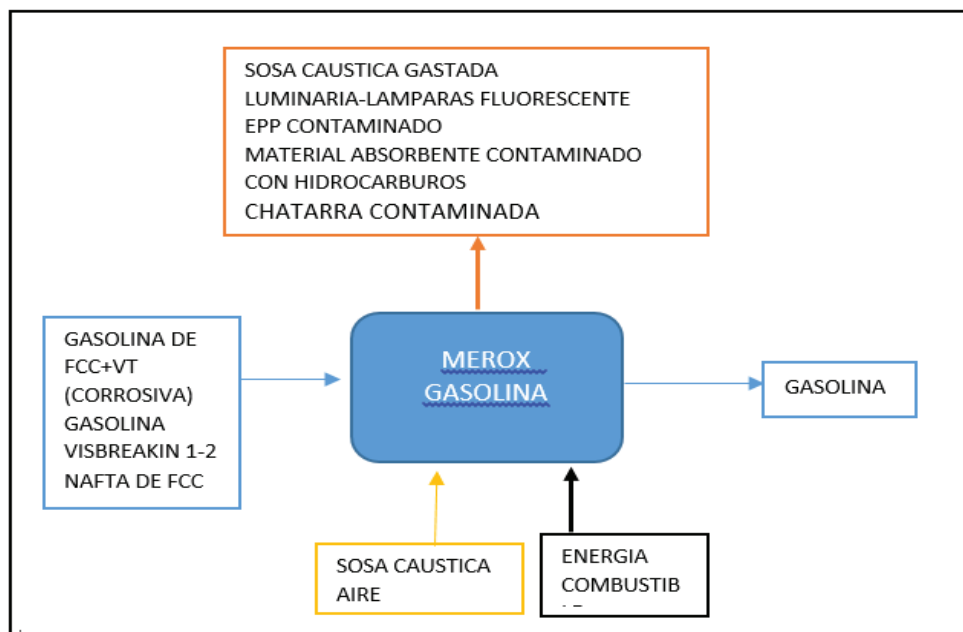 SOSA CAUSTICA GASTADA
LUMINARIA-LAMPARAS FLUORESCENTE
EPP CONTAMINADO
MATERIAL ABSORBENTE CONTAMINADO
CON HIDROCARBUROS
CHATARRA CONTAMINADA
GASOLINA DE
FCC+VT
(CORROSIVA)
GASOLINA
VISBREAKIN 1-2
NAFTA DE FCC
MEROX
GASOLINA
GASOLINA
SOSA CAUSTICA
AIRE
ENERGIA
COMBUSTIB